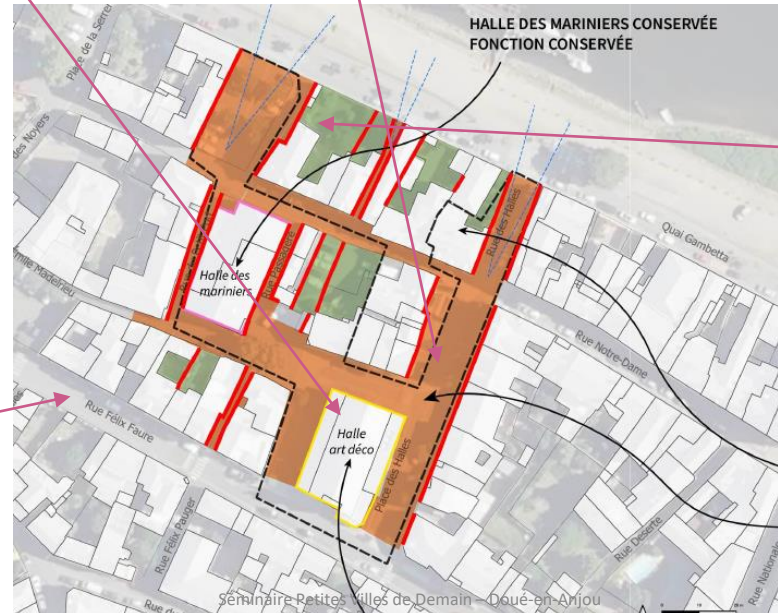 HALLE DES MARINIERS CONSERVÉE
FONCTION CONSERVÉE
Place de la
des Noyers
Quai Gambetta
Rue des Halles
Halle des
mariniers
Rue Notre-Dame
Rue Félix Faure
Halle
art déco
Place des Halles
Rue Félix Pauger
Rue Deserte
Rue Nationale
Séminaire Petites Villes de Demain – Doué-en-Anjou